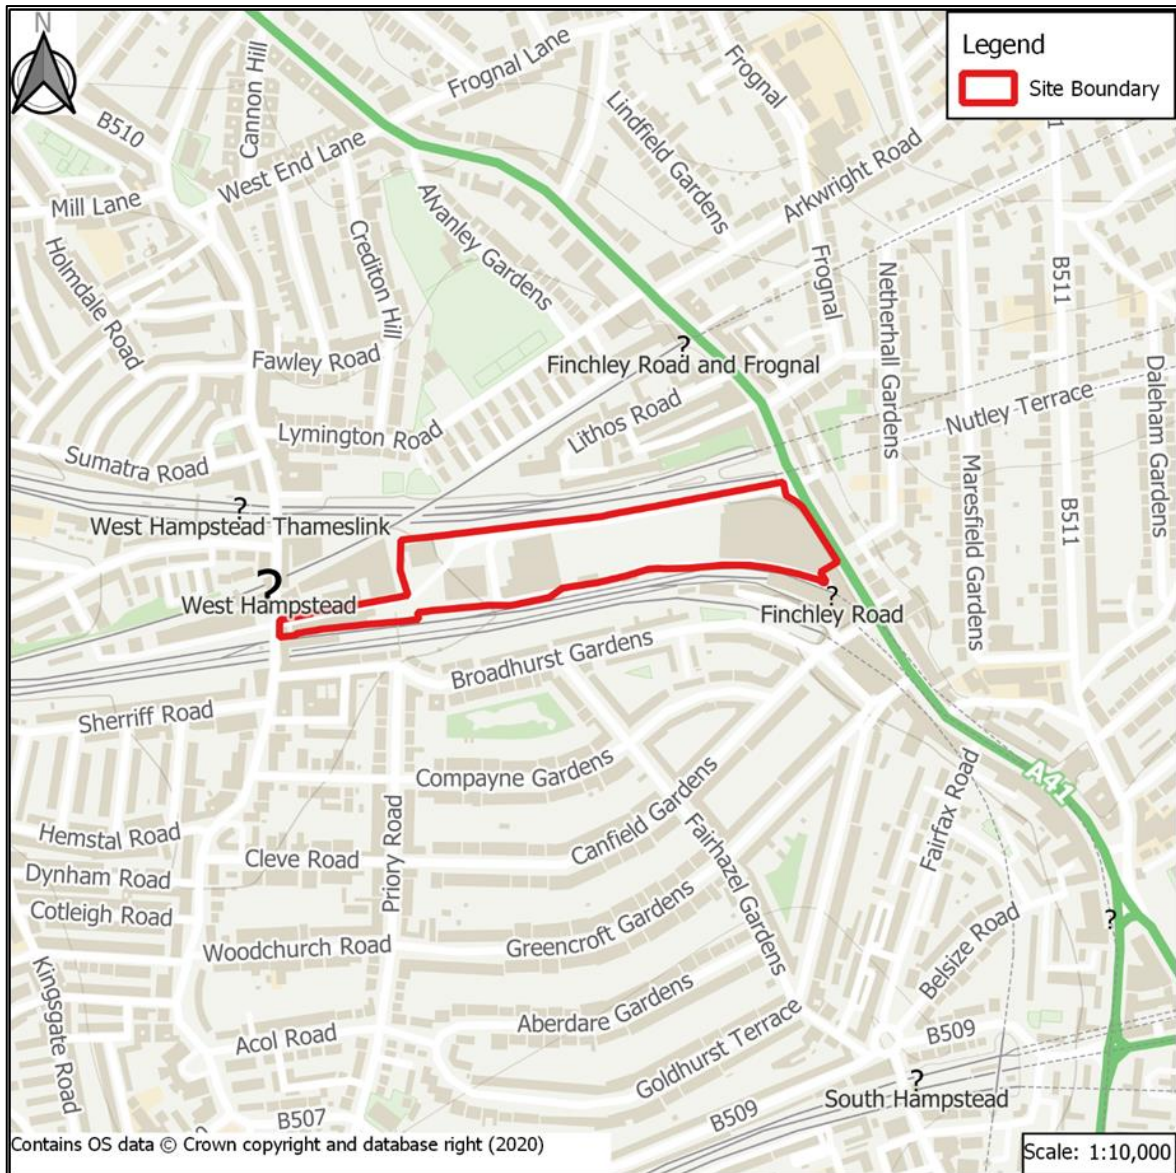 N
Legend
Site Boundary
Cannon Hill
Frognal Lane
Frognal
B510
Lindfield Gardens
West End Lane
Arkwright Road
Mill Lane
Alvanley Gardens
Crediton Hill
Holmdale Road
Frognal
Netherhall Gardens
B511
?
Fawley Road
Finchley Road and Frognal
Daleham Gardens
Lithos Road
Nutley Terrace
Lymington Road
Sumatra Road
Maresfield Gardens
B511
?
West Hampstead Thameslink
?
West Hampstead
?
Finchley Road
Broadhurst Gardens
Sherriff Road
Compayne Gardens
A41
Fairfax Road
Canfield Gardens
Hemstal Road
Priory Road
Fairhazel Gardens
Cleve Road
Dynham Road
Cotleigh Road
?
Woodchurch Road
Greencroft Gardens
Belsize Road
Kingsgate Road
Aberdare Gardens
Acol Road
Goldhurst Terrace
B509
?
South Hampstead
B507
B509
Contains OS data © Crown copyright and database right (2020)
Scale: 1:10,000